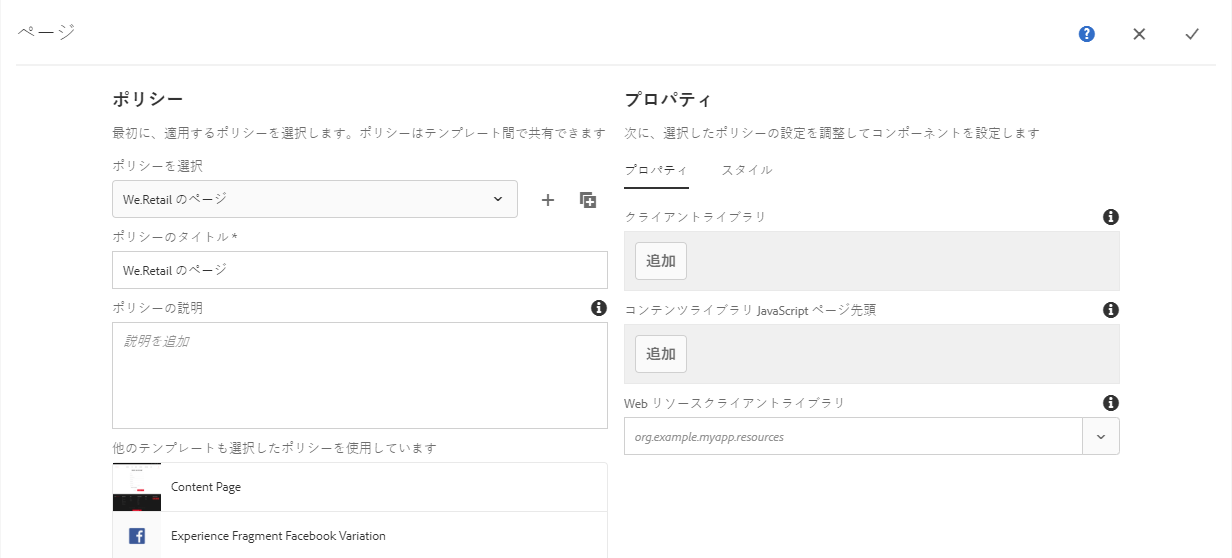 ページ
ポリシー
最初に、適用するポリシーを選択します。ポリシーはテンプレート間で共有できます
ポリシーを選択
We.Retail のページ
ポリシーのタイトル *
We.Retail のページ
ポリシーの説明
説明を追加
他のテンプレートも選択したポリシーを使用しています
Content Page
Experience Fragment Facebook Variation
プロパティ
次に、選択したポリシーの設定を調整してコンポーネントを設定します
プロパティ スタイル
クライアントライブラリ
追加
コンテンツライブラリ JavaScript ページ先頭
追加
Web リソースクライアントライブラリ
org.example.myapp.resources